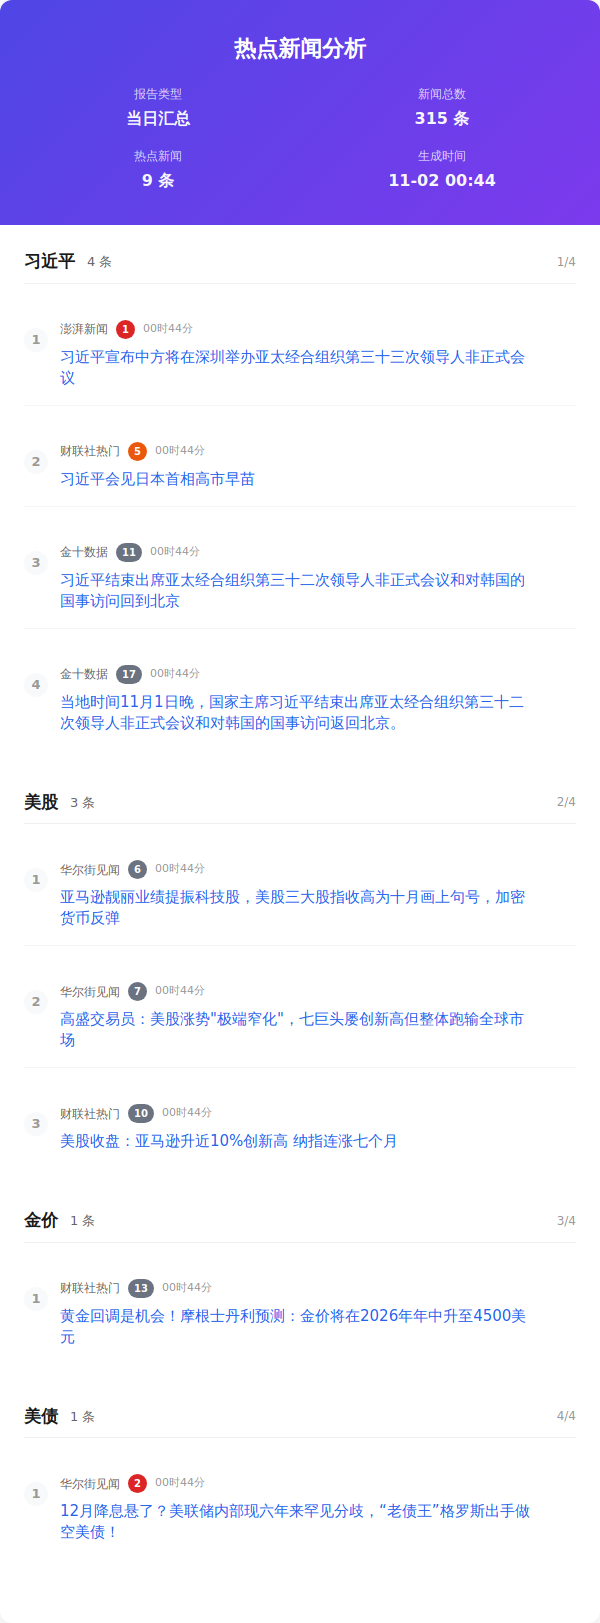 热点新闻分析
报告类型
新闻总数
当日汇总
315 条
热点新闻
生成时间
9 条
11-02 00:44
习近平 4 条 1/4
1
澎湃新闻 1 00时44分
习近平宣布中方将在深圳举办亚太经合组织第三十三次领导人非正式会
议
2
财联社热门 5 00时44分
习近平会见日本首相高市早苗
3
金十数据 11 00时44分
习近平结束出席亚太经合组织第三十二次领导人非正式会议和对韩国的
国事访问回到北京
4
金十数据 17 00时44分
当地时间11月1日晚，国家主席习近平结束出席亚太经合组织第三十二
次领导人非正式会议和对韩国的国事访问返回北京。
美股 3 条 2/4
1
华尔街见闻 6 00时44分
亚马逊靓丽业绩提振科技股，美股三大股指收高为十月画上句号，加密
货币反弹
2
华尔街见闻 7 00时44分
高盛交易员：美股涨势"极端窄化"，七巨头屡创新高但整体跑输全球市
场
3
财联社热门 10 00时44分
美股收盘：亚马逊升近10%创新高 纳指连涨七个月
金价 1 条 3/4
1
财联社热门 13 00时44分
黄金回调是机会！摩根士丹利预测：金价将在2026年年中升至4500美
元
美债 1 条 4/4
1
华尔街见闻 2 00时44分
12月降息悬了？美联储内部现六年来罕见分歧，“老债王”格罗斯出手做
空美债！